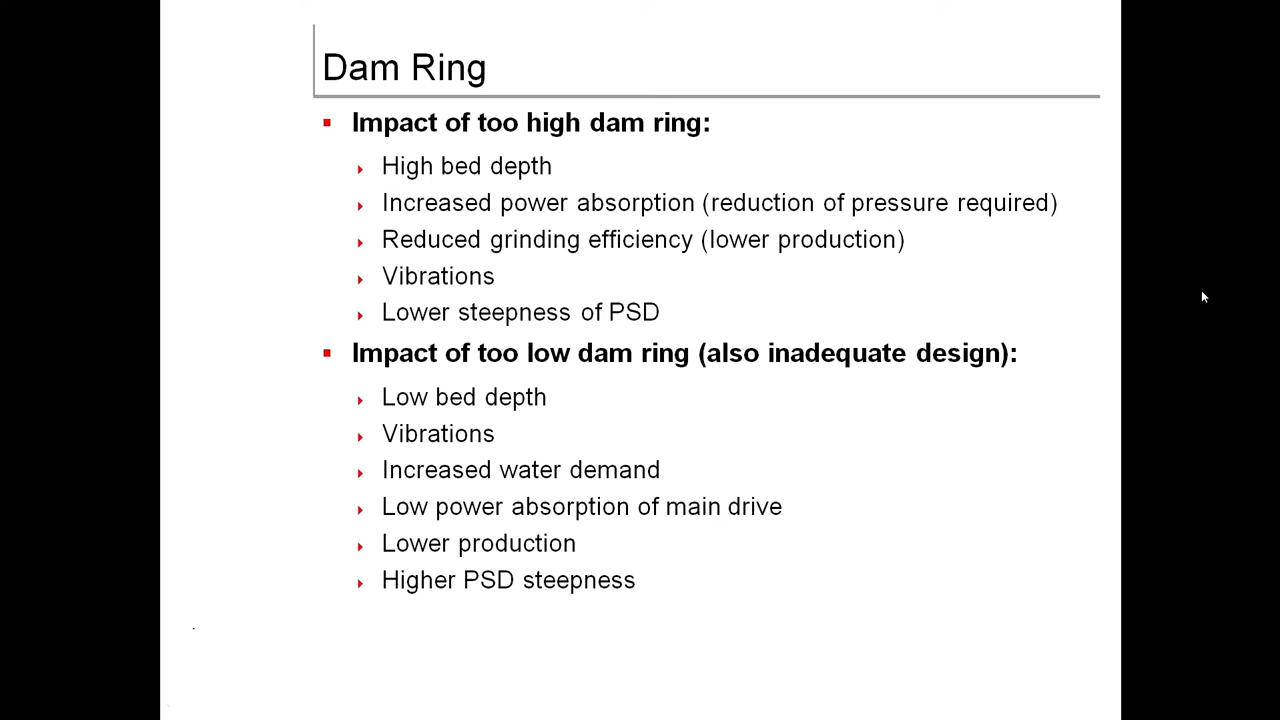 Dam Ring
Impact of too high dam ring:
High bed depth
Increased power absorption (reduction of pressure required)
Reduced grinding efficiency (lower production)
Vibrations
Lower steepness of PSD
Impact of too low dam ring (also inadequate design):
Low bed depth
Vibrations
Increased water demand
Low power absorption of main drive
Lower production
Higher PSD steepness